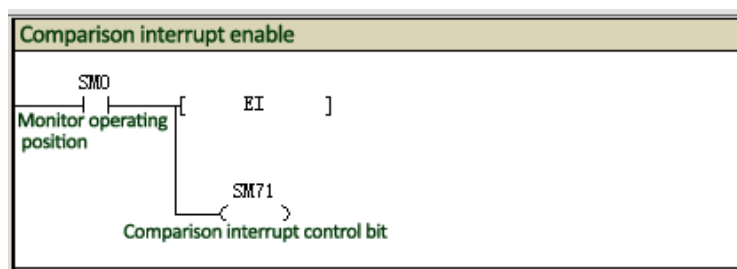 Comparison interrupt enable
SM0
[ EI ]
Monitor operating
position
SM71
Comparison interrupt control bit